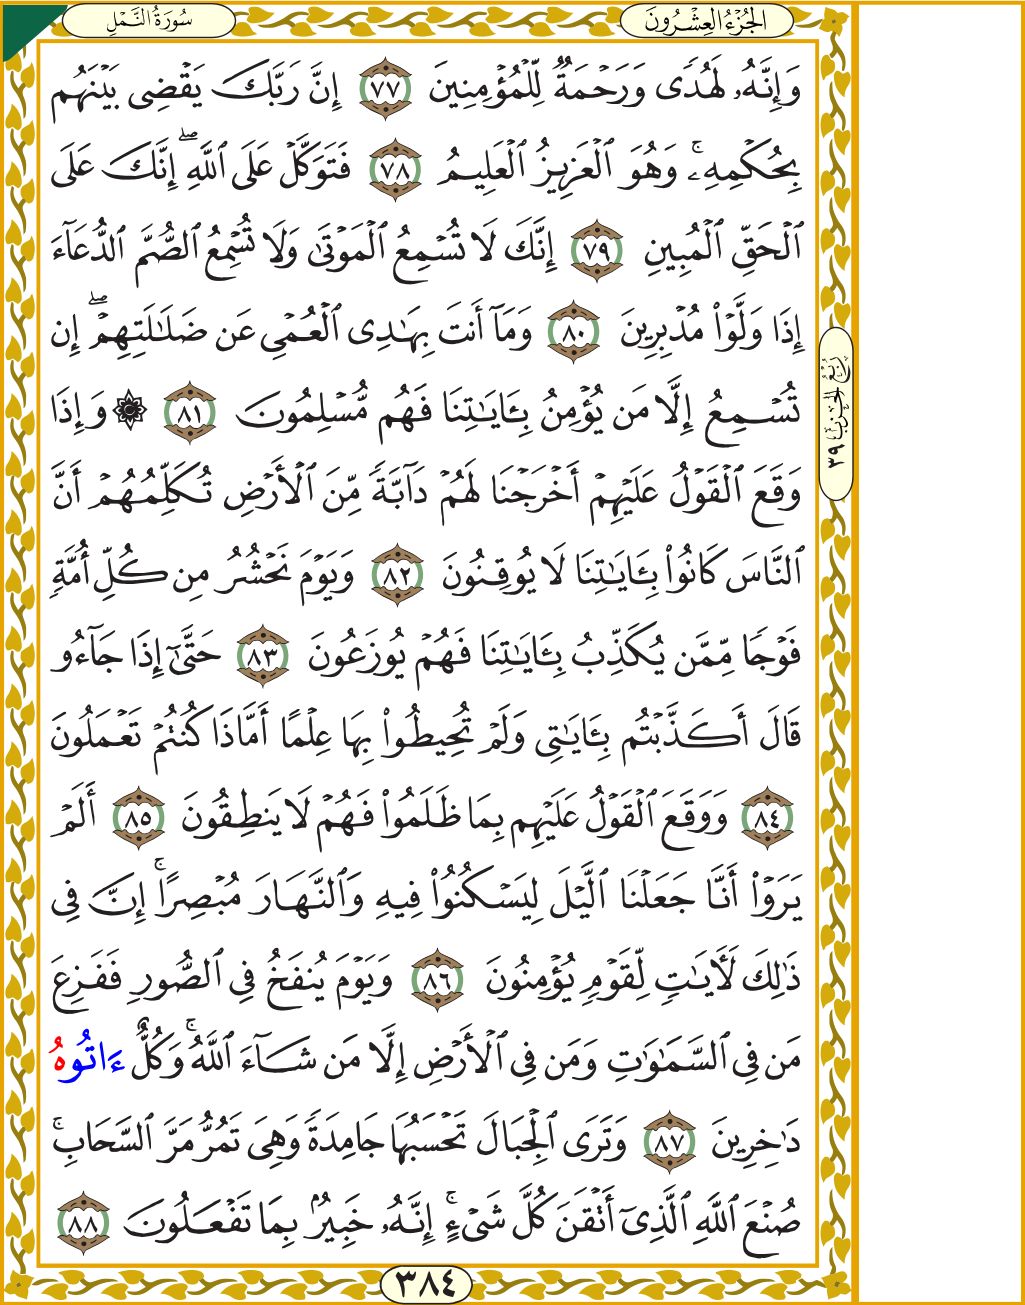 سُورَةُ النَّمْلِ
الجُزْءُ العِشْرُونَ
وَإِنَّهُۥ لَهُدٗى وَرَحۡمَةٞ لِّلۡمُؤۡمِنِينَ ٧٧ إِنَّ رَبَّكَ يَقۡضِي بَيۡنَهُم
بِحُكۡمِهِۦۚ وَهُوَ ٱلۡعَزِيزُ ٱلۡعَلِيمُ ٧٨ فَتَوَكَّلۡ عَلَى ٱللَّهِۖ إِنَّكَ عَلَى
ٱلۡحَقِّ ٱلۡمُبِينِ ٧٩ إِنَّكَ لَا تُسۡمِعُ ٱلۡمَوۡتَىٰ وَلَا تُسۡمِعُ ٱلصُّمَّ ٱلدُّعَآءَ
إِذَا وَلَّوۡاْ مُدۡبِرِينَ ٨٠ وَمَآ أَنتَ بِهَٰدِي ٱلۡعُمۡيِ عَن ضَلَٰلَتِهِمۡۖ إِن
تُسۡمِعُ إِلَّا مَن يُؤۡمِنُ بِـَٔايَٰتِنَا فَهُم مُّسۡلِمُونَ ٨١ ۞ وَإِذَا
وَقَعَ ٱلۡقَوۡلُ عَلَيۡهِمۡ أَخۡرَجۡنَا لَهُمۡ دَآبَّةٗ مِّنَ ٱلۡأَرۡضِ تُكَلِّمُهُمۡ أَنَّ
ٱلنَّاسَ كَانُواْ بِـَٔايَٰتِنَا لَا يُوقِنُونَ ٨٢ وَيَوۡمَ نَحۡشُرُ مِن كُلِّ أُمَّةٖ
فَوۡجٗا مِّمَّن يُكَذِّبُ بِـَٔايَٰتِنَا فَهُمۡ يُوزَعُونَ ٨٣ حَتَّىٰٓ إِذَا جَآءُو
قَالَ أَكَذَّبۡتُم بِـَٔايَٰتِي وَلَمۡ تُحِيطُواْ بِهَا عِلۡمًا أَمَّاذَا كُنتُمۡ تَعۡمَلُونَ
٨٤ وَوَقَعَ ٱلۡقَوۡلُ عَلَيۡهِم بِمَا ظَلَمُواْ فَهُمۡ لَا يَنطِقُونَ ٨٥ أَلَمۡ
يَرَوۡاْ أَنَّا جَعَلۡنَا ٱلَّيۡلَ لِيَسۡكُنُواْ فِيهِ وَٱلنَّهَارَ مُبۡصِرًاۚ إِنَّ فِي
ذَٰلِكَ لَأٓيَٰتٖ لِّقَوۡمٖ يُؤۡمِنُونَ ٨٦ وَيَوۡمَ يُنفَخُ فِي ٱلصُّورِ فَفَزِعَ
مَن فِي ٱلسَّمَٰوَٰتِ وَمَن فِي ٱلۡأَرۡضِ إِلَّا مَن شَآءَ ٱللَّهُۚ وَكُلٌّ ءَاتُوهُ
دَٰخِرِينَ ٨٧ وَتَرَى ٱلۡجِبَالَ تَحۡسَبُهَا جَامِدَةٗ وَهِيَ تَمُرُّ مَرَّ ٱلسَّحَابِۚ
صُنۡعَ ٱللَّهِ ٱلَّذِيٓ أَتۡقَنَ كُلَّ شَيۡءٍۚ إِنَّهُۥ خَبِيرُۢ بِمَا تَفۡعَلُونَ ٨٨
رُبْعُ الحِزْبِ ٣٩
٣٨٤